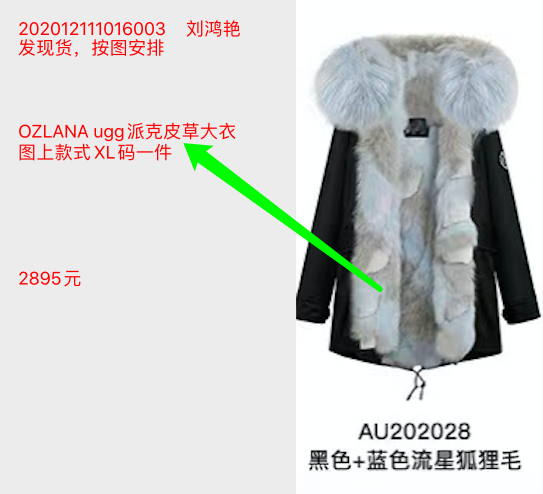 202012111016003 刘鸿艳
发现货，按图安排
OZLANA ugg派克皮草大衣
图上款式XL码一件
2895元
AU202028
黑色+蓝色流星狐狸毛